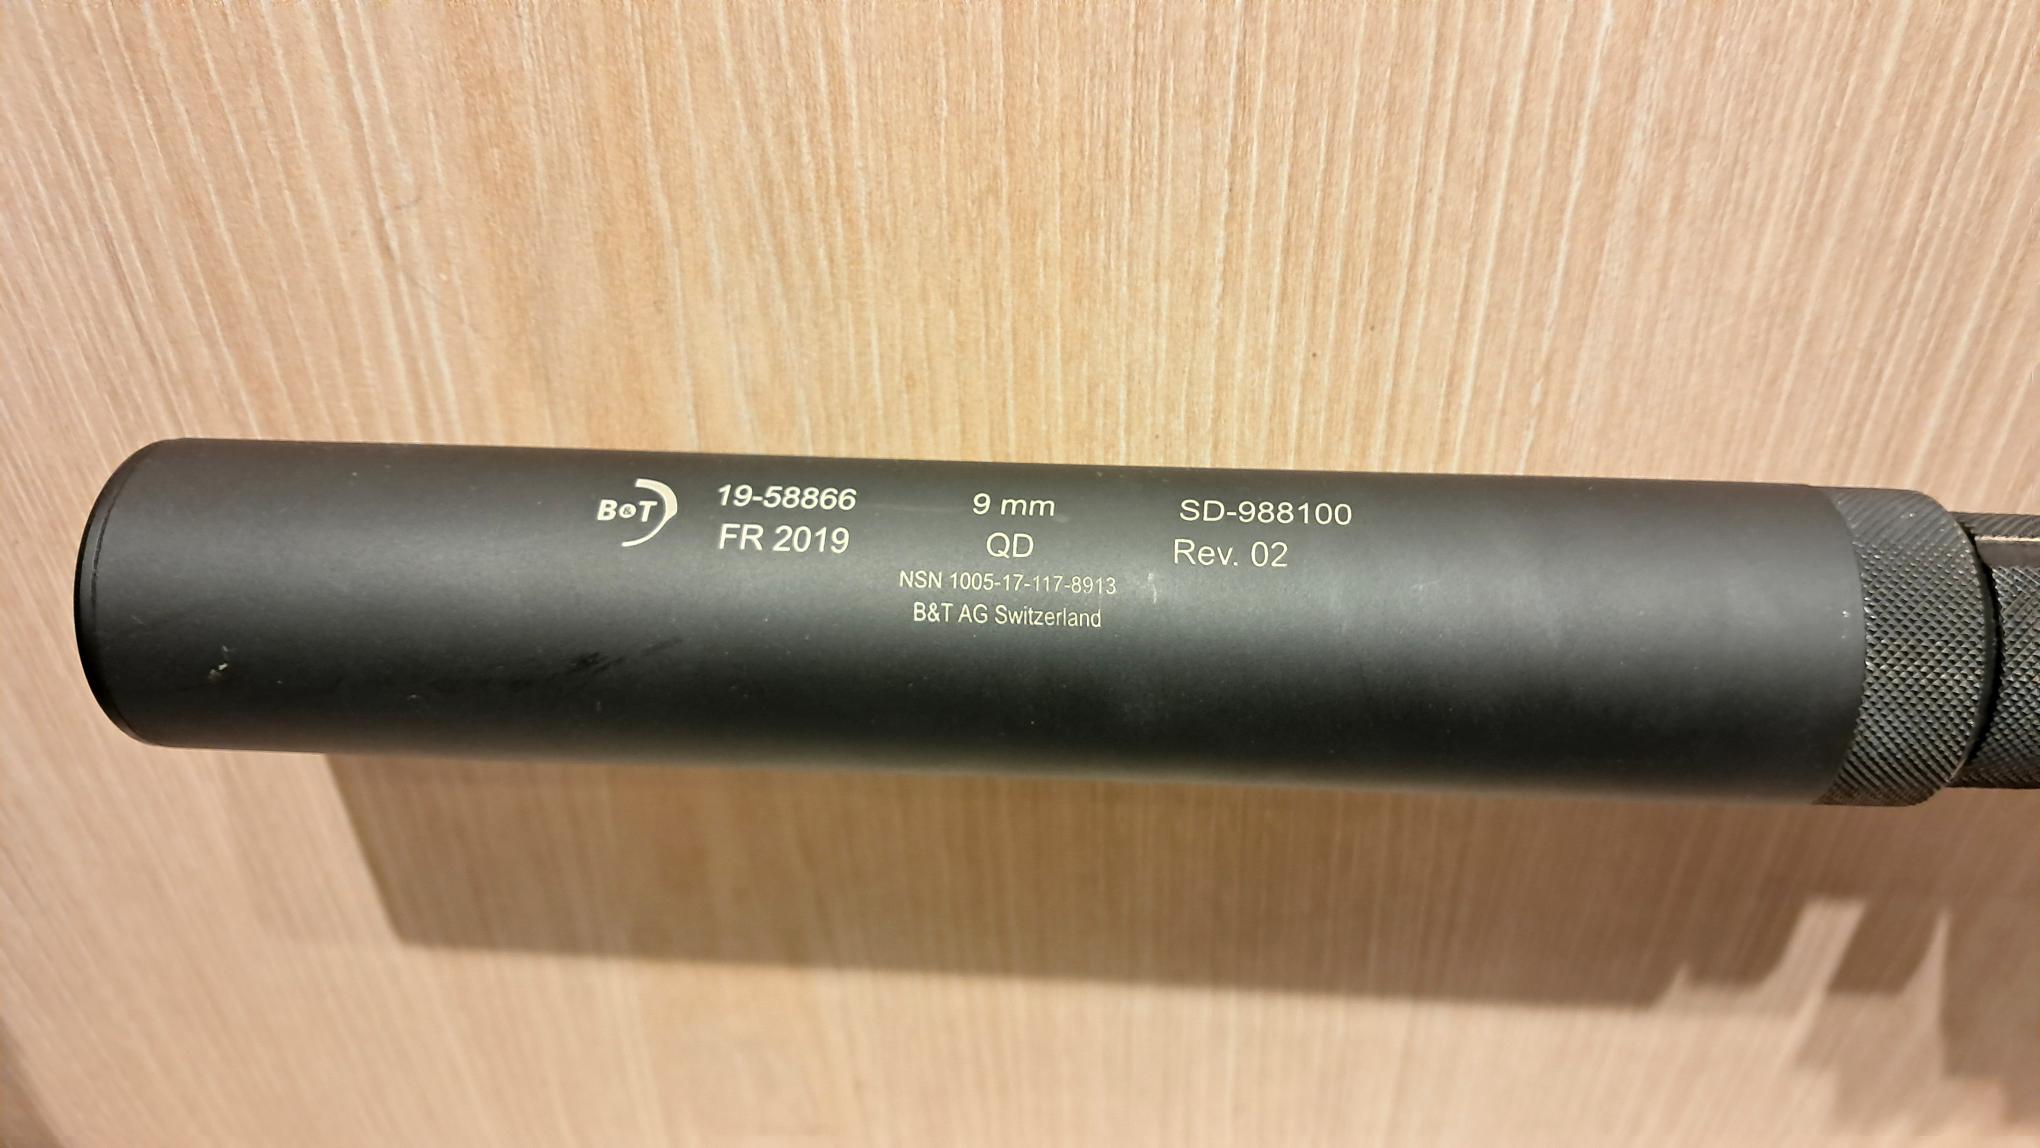 B&T 19-58866 9 mm SD-988100
FR 2019 QD Rev. 02
NSN 1005-17-117-8913
B&T AG Switzerland